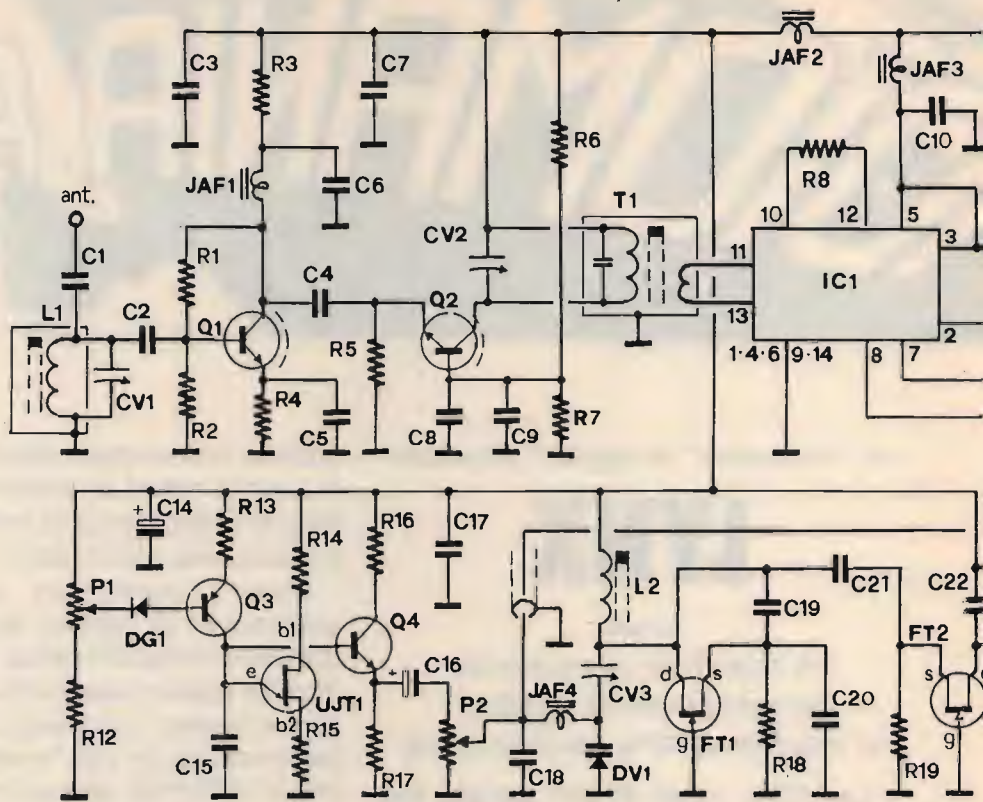 JAF2
C3
R3
C7
JAF3
C10
R6
JAF1
C6
ant.
R8
T1
10
12
5
CV2
3
C1
R1
11
C4
IC1
L1
C2
Q2
Q1
13
2
R5
1·4·6
9·14
8
7
CV1
R4
R2
C5
C8
C9
R7
+
C14
R13
R16
C17
R14
P1
Q3
L2
C21
C22
b1
Q4
C19
DG1
+
C16
d
s
FT2
e
CV3
s
UJT1
P2
JAF4
C20
b2
R15
R12
g
FT1
g
C15
R17
C18
DV1
R18
R19